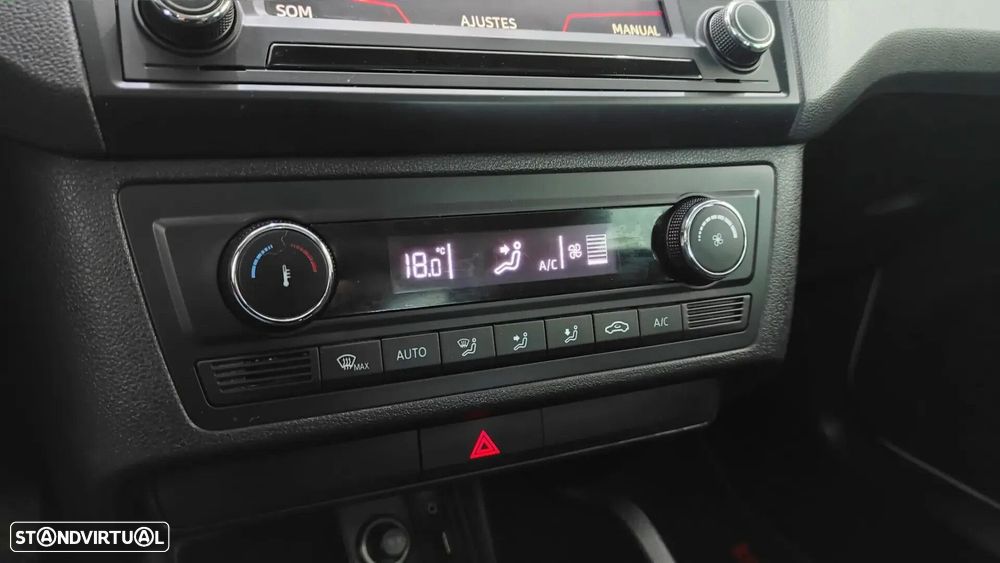 SOM
AJUSTES
MANUAL
18.0°C
A/C
MAX
AUTO
A/C
STANDVIRTUAL